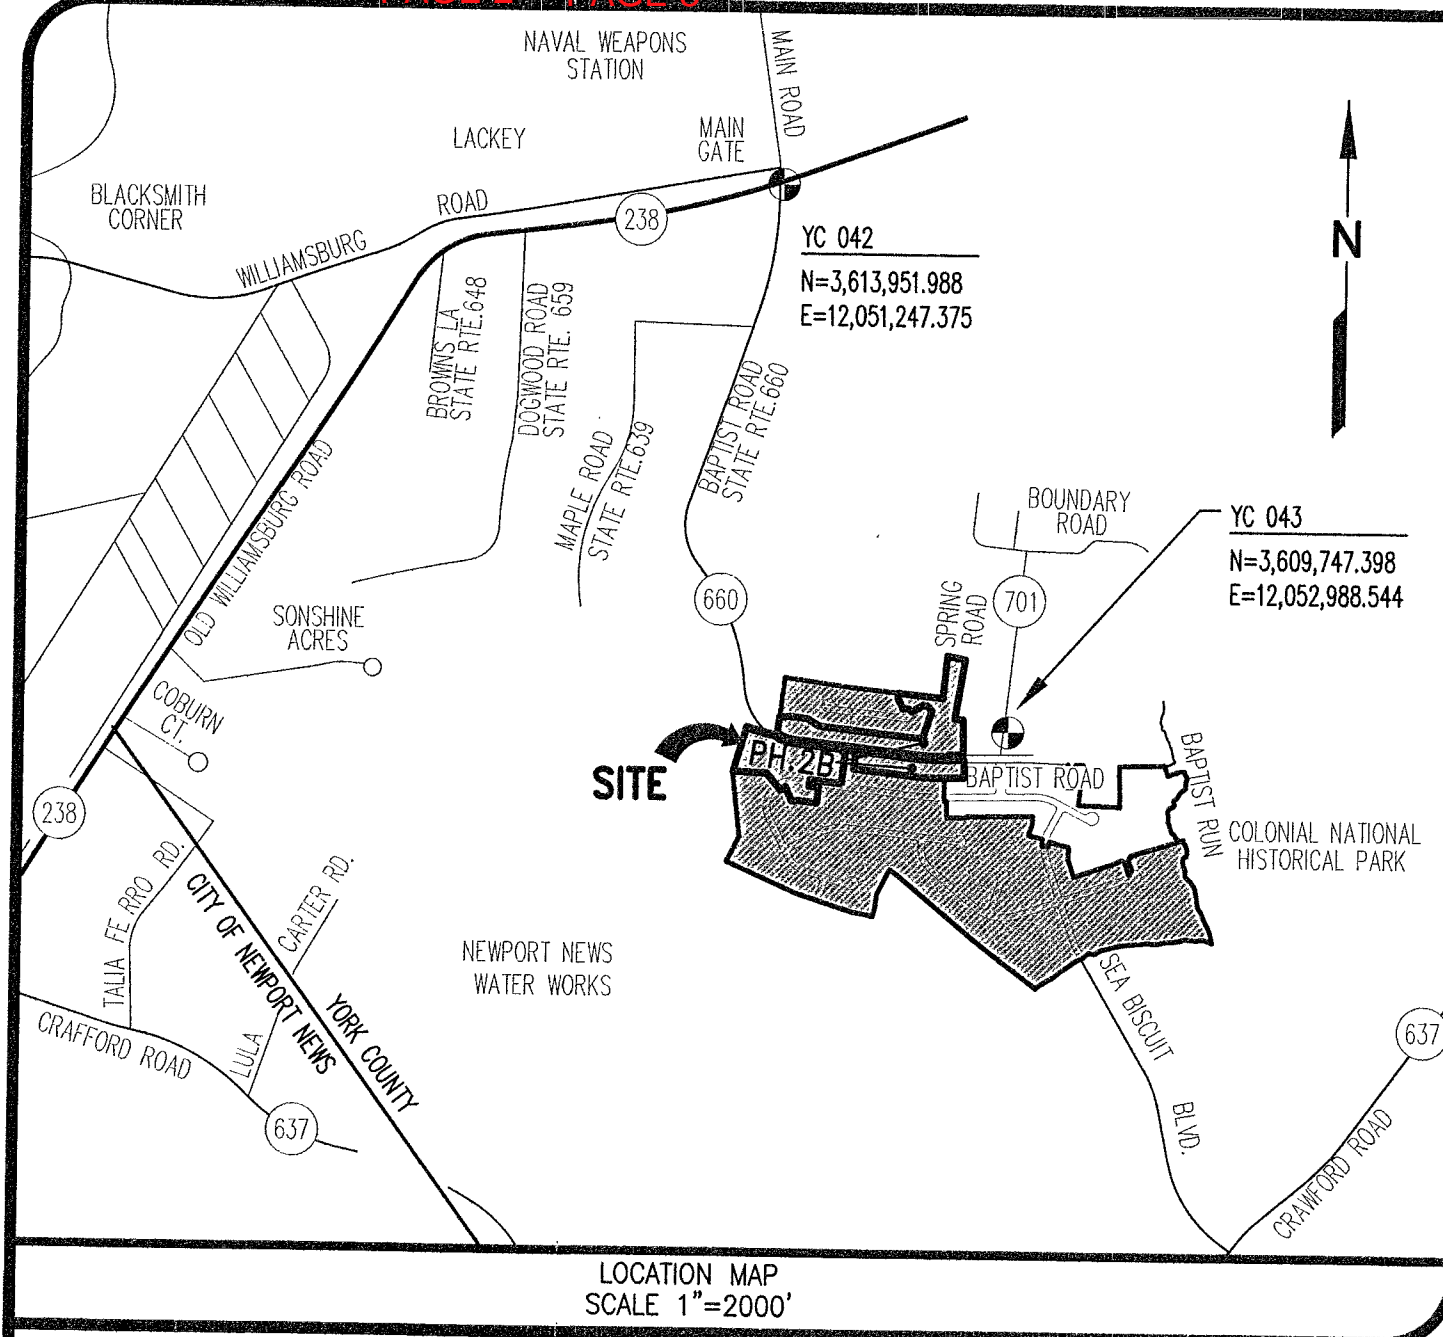 NAVAL WEAPONS
STATION
MAIN ROAD
LACKEY
MAIN
GATE
BLACKSMITH
CORNER
WILLIAMSBURG
ROAD
238
YC 042
N=3,613,951.988
E=12,051,247.375
N
BROWNS LA
STATE RTE.648
DOGWOOD ROAD
STATE RTE. 659
MAPLE ROAD
STATE RTE.639
BAPTIST ROAD
STATE RTE.660
OLD WILLIAMSBURG ROAD
BOUNDARY
ROAD
YC 043
N=3,609,747.398
E=12,052,988.544
660
701
SPRING
ROAD
SONSHINE
ACRES
COBURN
CT.
SITE
PH.2B
BAPTIST ROAD
BAPTIST RUN
COLONIAL NATIONAL
HISTORICAL PARK
238
TALIA FE RRO RD.
CITY OF NEWPORT NEWS
YORK COUNTY
CARTER RD.
LULA
NEWPORT NEWS
WATER WORKS
CRAFFORD ROAD
637
SEA BISCUIT
BLVD.
637
CRAWFORD ROAD
LOCATION MAP
SCALE 1"=2000'